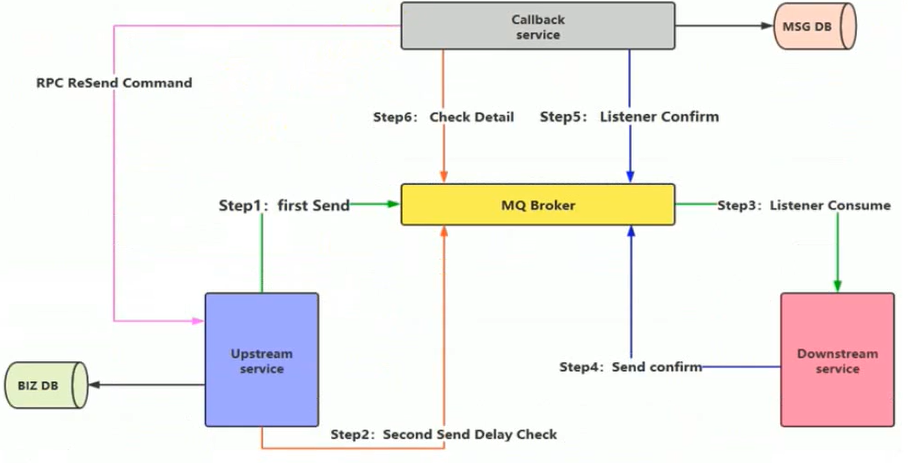 Callback
service
MSG DB
RPC ReSend Command
Step6： Check Detail
Step5： Listener Confirm
Step1：first Send
MQ Broker
Step3：Listener Consume
Upstream
service
Step4：Send confirm
Downstream
service
BIZ DB
Step2：Second Send Delay Check